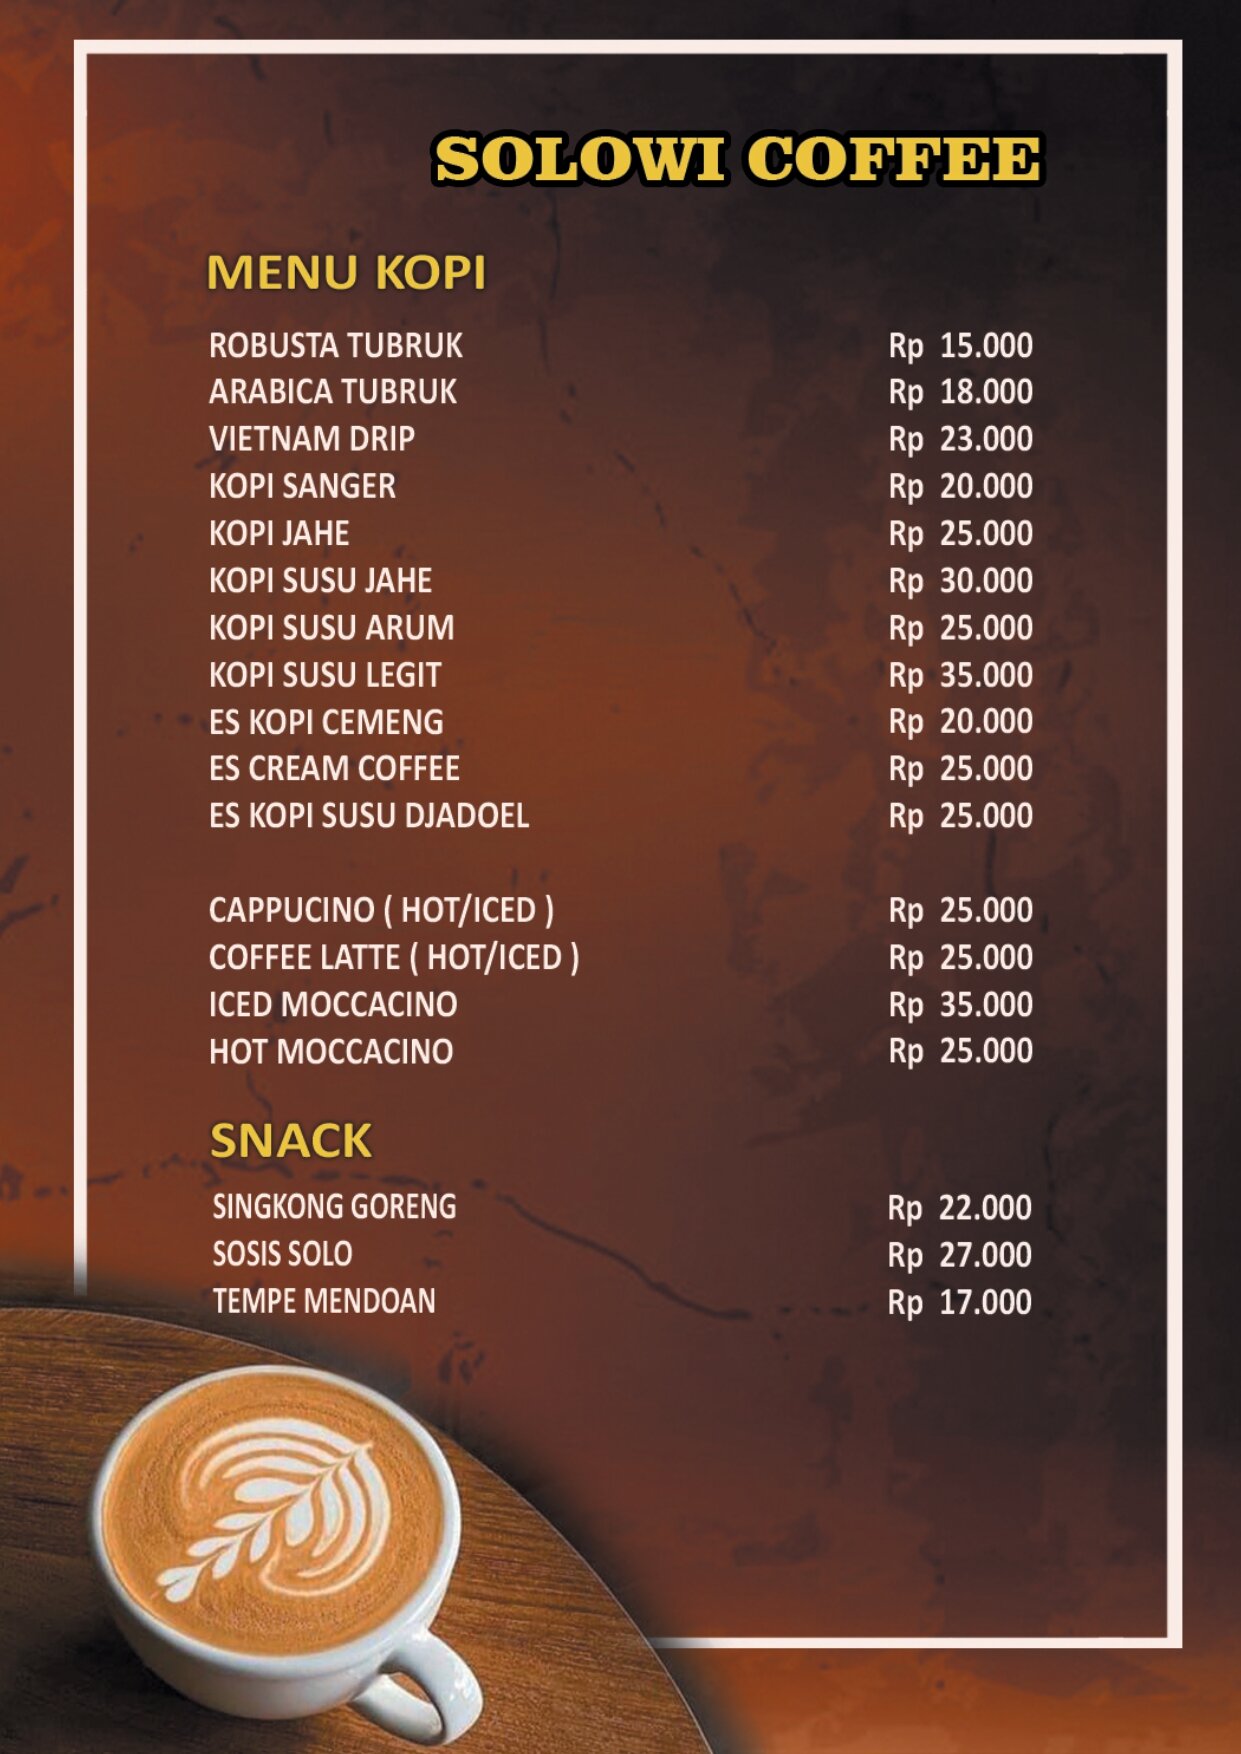 SOLOWI COFFEE
MENU KOPI
ROBUSTA TUBRUK Rp 15.000
ARABICA TUBRUK Rp 18.000
VIETNAM DRIP Rp 23.000
KOPI SANGER Rp 20.000
KOPI JAHE Rp 25.000
KOPI SUSU JAHE Rp 30.000
KOPI SUSU ARUM Rp 25.000
KOPI SUSU LEGIT Rp 35.000
ES KOPI CEMENG Rp 20.000
ES CREAM COFFEE Rp 25.000
ES KOPI SUSU DJADOEL Rp 25.000
CAPPUCINO ( HOT/ICED ) Rp 25.000
COFFEE LATTE ( HOT/ICED ) Rp 25.000
ICED MOCCACINO Rp 35.000
HOT MOCCACINO Rp 25.000
SNACK
SINGKONG GORENG Rp 22.000
SOSIS SOLO Rp 27.000
TEMPE MENDOAN Rp 17.000